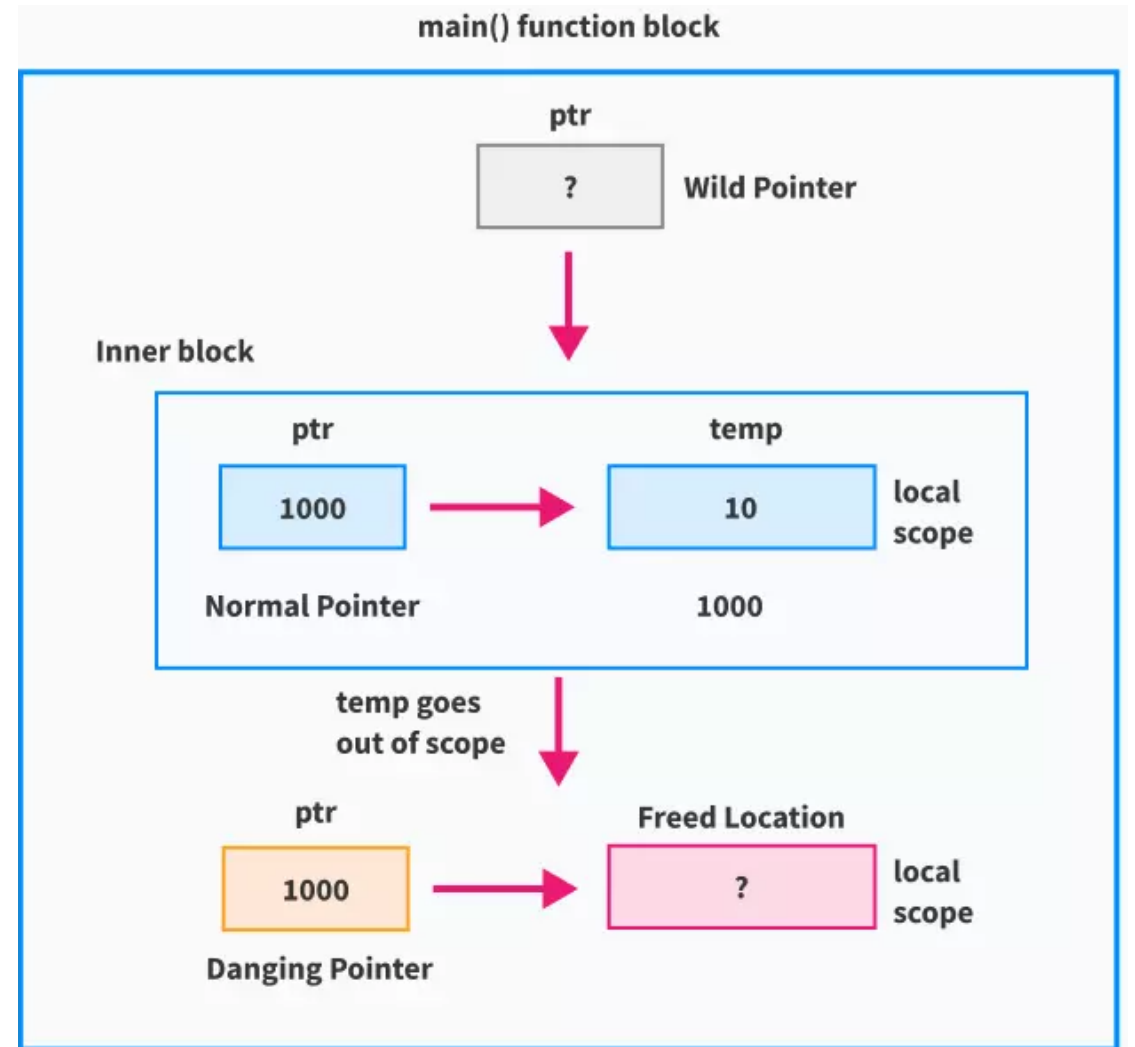 main() function block
ptr
?
Wild Pointer
Inner block
ptr
temp
1000
10
local
scope
Normal Pointer
1000
temp goes
out of scope
ptr
Freed Location
1000
?
local
scope
Danging Pointer